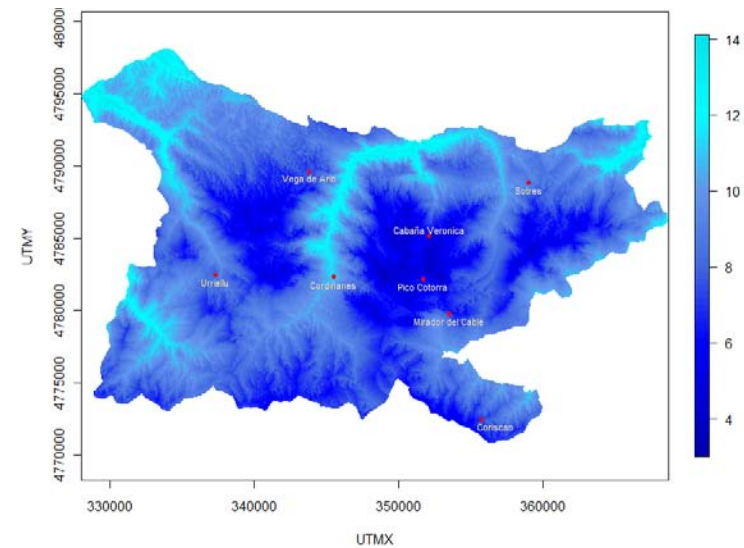 480000
4795000
4790000
4785000
4780000
4775000
4770000
UTMY
330000
340000
350000
360000
UTMX
14
12
10
8
6
4
Vega de Ario
Sotres
Cabaña Veronica
Urriellu
Cordiñanes
Pico Cotorra
Mirador del Cable
Coriscao